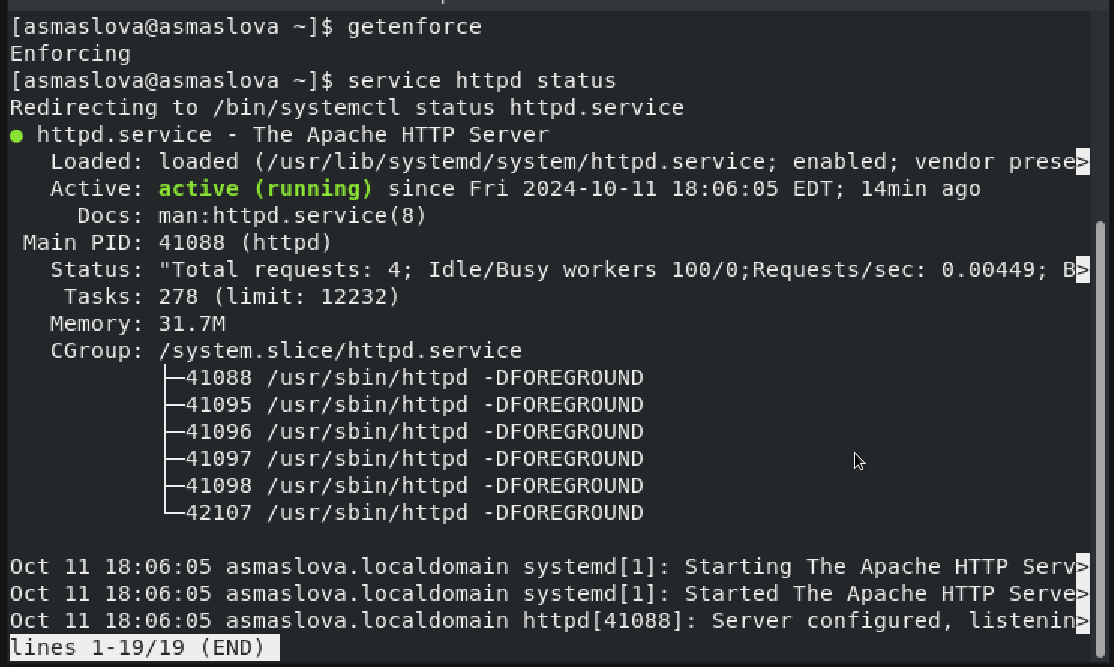 [asmaslova@asmaslova ~]$ getenforce
Enforcing
[asmaslova@asmaslova ~]$ service httpd status
Redirecting to /bin/systemctl status httpd.service
● httpd.service - The Apache HTTP Server
   Loaded: loaded (/usr/lib/systemd/system/httpd.service; enabled; vendor prese>
   Active: active (running) since Fri 2024-10-11 18:06:05 EDT; 14min ago
     Docs: man:httpd.service(8)
 Main PID: 41088 (httpd)
   Status: "Total requests: 4; Idle/Busy workers 100/0;Requests/sec: 0.00449; B>
    Tasks: 278 (limit: 12232)
   Memory: 31.7M
   CGroup: /system.slice/httpd.service
           ├─41088 /usr/sbin/httpd -DFOREGROUND
           ├─41095 /usr/sbin/httpd -DFOREGROUND
           ├─41096 /usr/sbin/httpd -DFOREGROUND
           ├─41097 /usr/sbin/httpd -DFOREGROUND
           ├─41098 /usr/sbin/httpd -DFOREGROUND
           └─42107 /usr/sbin/httpd -DFOREGROUND

Oct 11 18:06:05 asmaslova.localdomain systemd[1]: Starting The Apache HTTP Serv>
Oct 11 18:06:05 asmaslova.localdomain systemd[1]: Started The Apache HTTP Serve>
Oct 11 18:06:05 asmaslova.localdomain httpd[41088]: Server configured, listenin>
lines 1-19/19 (END)